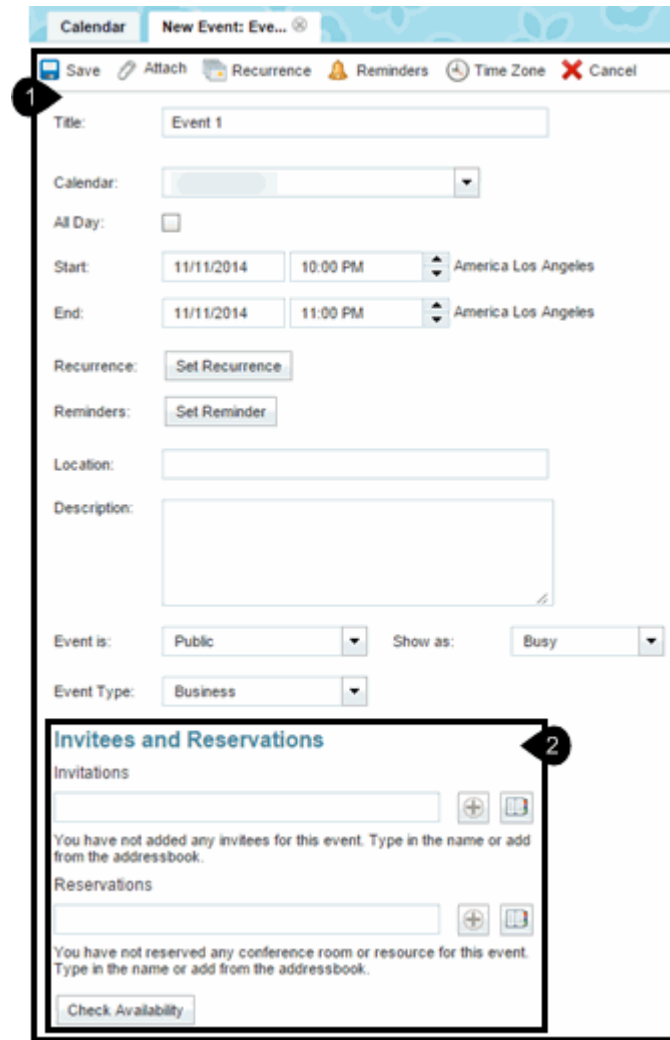 Calendar New Event: Eve...
Save Attach Recurrence Reminders Time Zone Cancel
1
Title: Event 1
Calendar:
All Day:
Start: 11/11/2014 10:00 PM America Los Angeles
End: 11/11/2014 11:00 PM America Los Angeles
Recurrence: Set Recurrence
Reminders: Set Reminder
Location:
Description:
Event is: Public Show as: Busy
Event Type: Business
Invitees and Reservations 2
Invitations
You have not added any invitees for this event. Type in the name or add
from the addressbook.
Reservations
You have not reserved any conference room or resource for this event.
Type in the name or add from the addressbook.
Check Availability